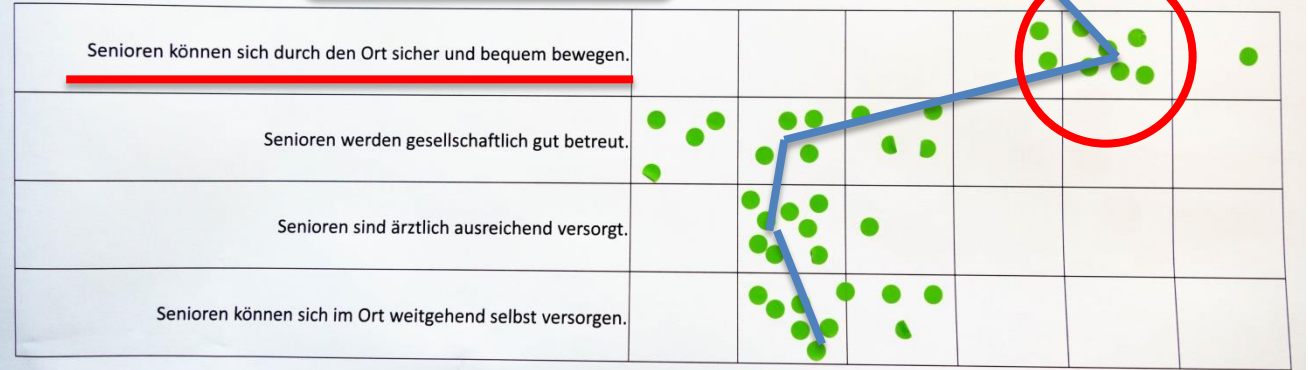 Senioren können sich durch den Ort sicher und bequem bewegen.
Senioren werden gesellschaftlich gut betreut.
Senioren sind ärztlich ausreichend versorgt.
Senioren können sich im Ort weitgehend selbst versorgen.